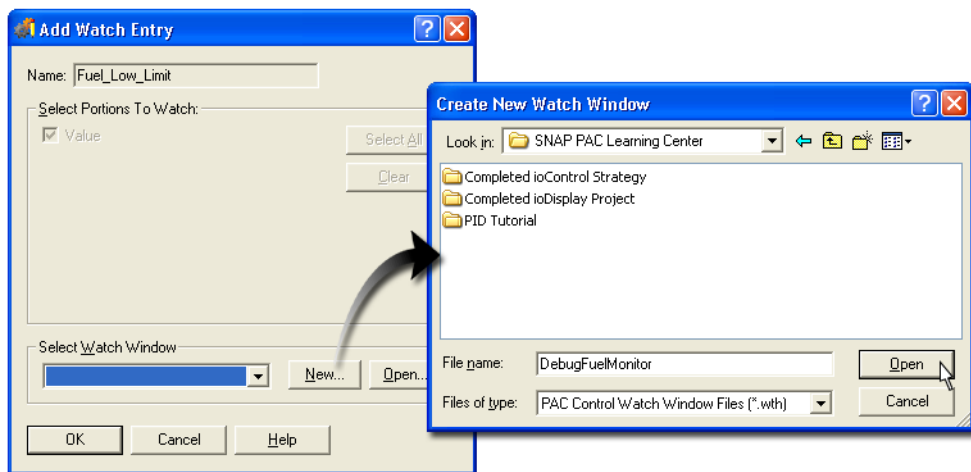 Add Watch Entry
Name: Fuel_Low_Limit
Select Portions To Watch:
Value
Select All
Clear
Select Watch Window
New...
Open...
OK
Cancel
Help
Create New Watch Window
Look in: SNAP PAC Learning Center
Completed ioControl Strategy
Completed ioDisplay Project
PID Tutorial
File name: DebugFuelMonitor
Open
Files of type: PAC Control Watch Window Files (*.wth)
Cancel